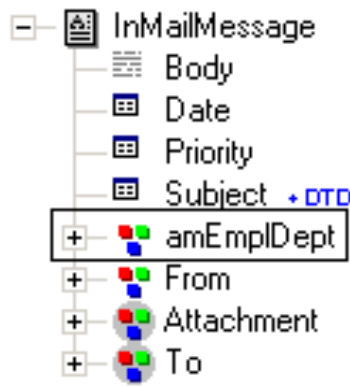 InMailMessage
Body
Date
Priority
Subject + DTD
amEmplDept
From
Attachment
To